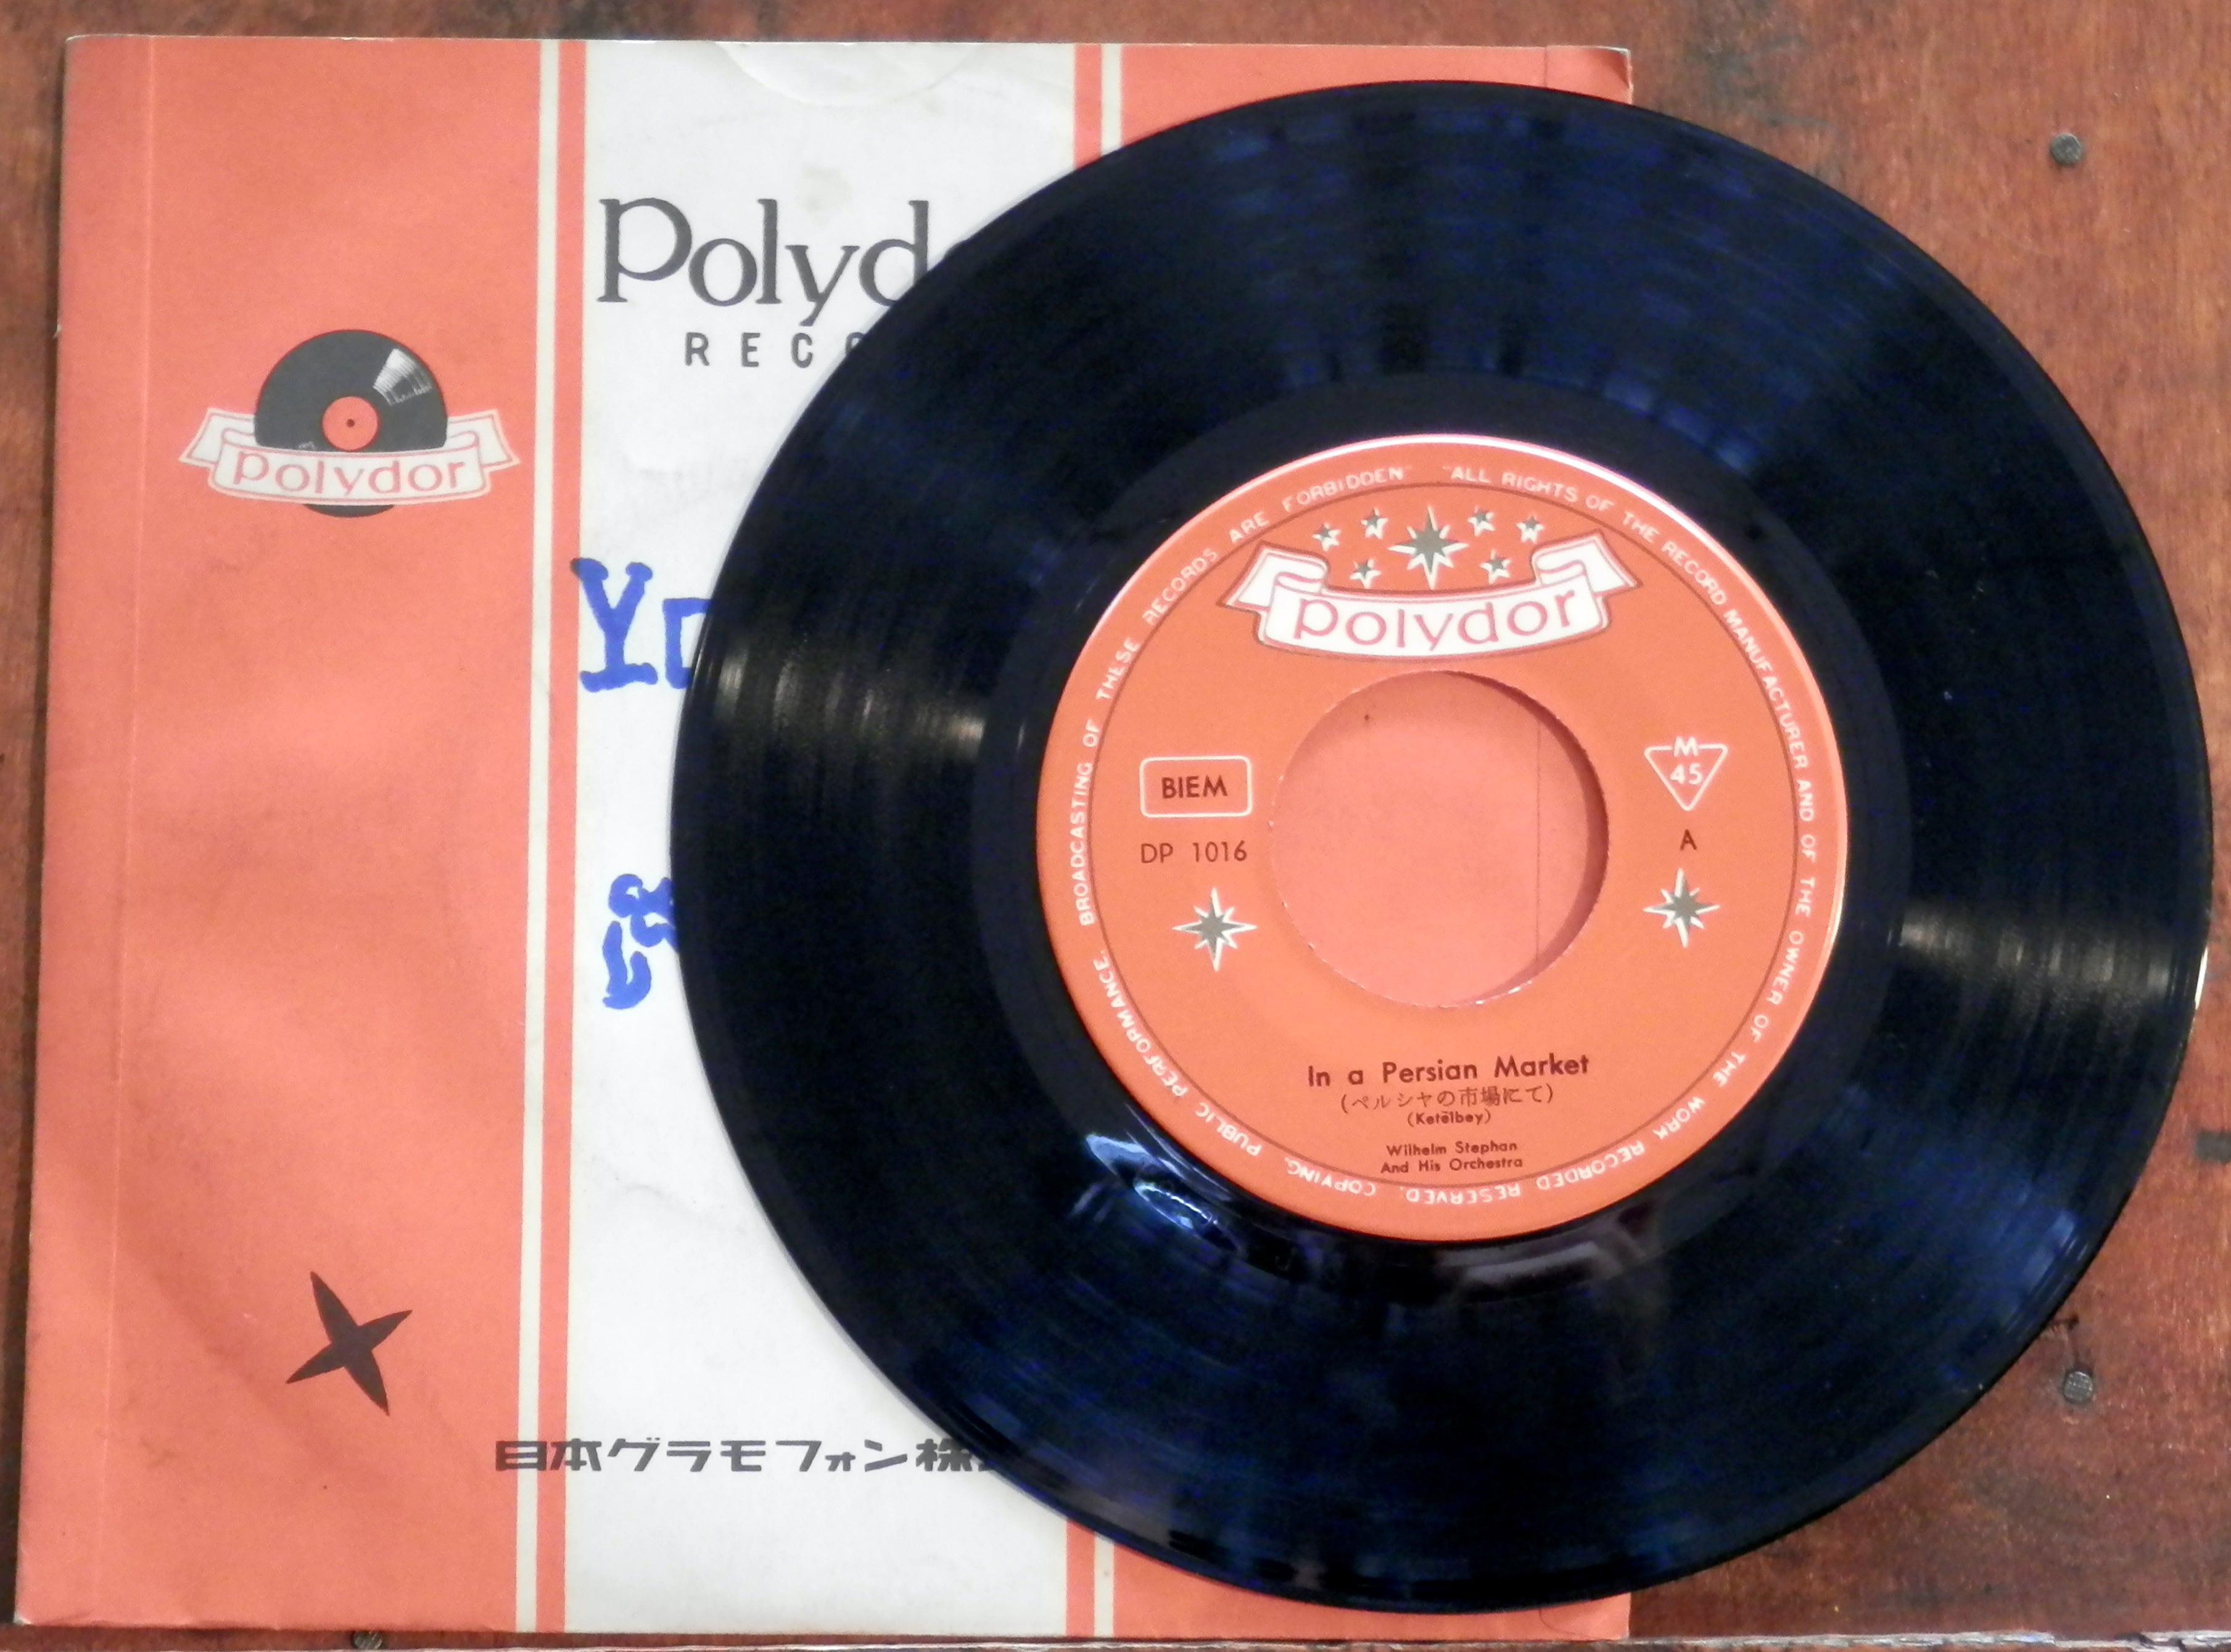 Polyd
RECO
polydor
Yo
日本グラモフォン株
"ALL RIGHTS OF THE RECORD MANUFACTURER AND OF THE OWNER OF THE WORK RECORDED RESERVED. COPYING, PUBLIC PERFORMANCE, BROADCASTING OF THESE RECORDS ARE FORBIDDEN"
polydor
BIEM
DP 1016
M
45
A
In a Persian Market
(ペルシャの市場にて)
(Ketèlbey)
Wilhelm Stephan
And His Orchestra